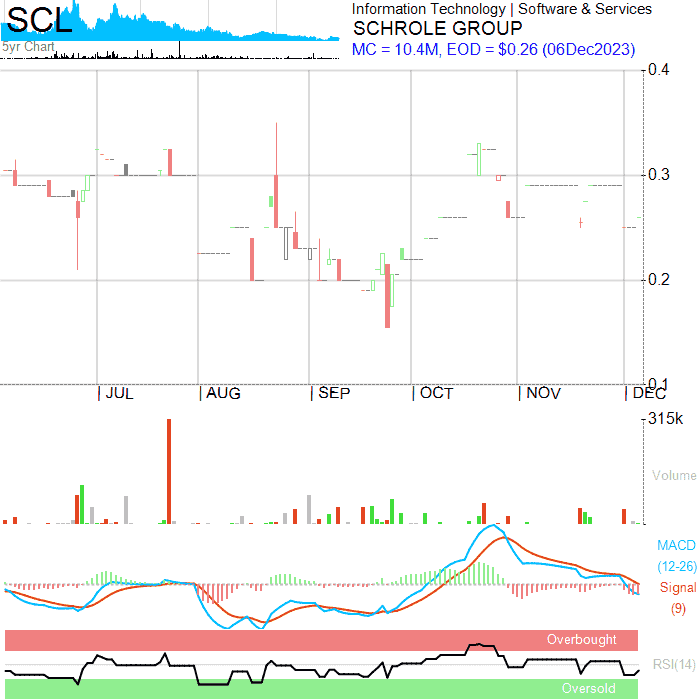 SCL
5yr Chart
Information Technology | Software & Services
SCHROLE GROUP
MC = 10.4M, EOD = $0.26 (06Dec2023)
0.4
0.3
0.2
0.1
| JUL
| AUG
| SEP
| OCT
| NOV
| DEC
315k
Volume
MACD
(12-26)
Signal
(9)
Overbought
RSI(14)
Oversold